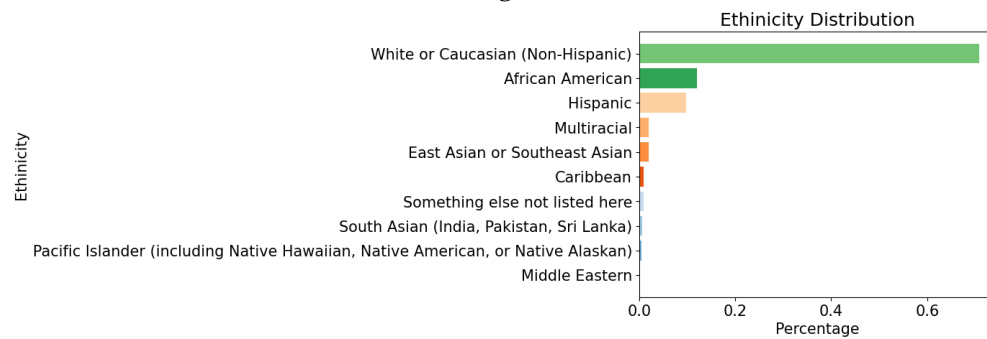 Ethinicity Distribution
White or Caucasian (Non-Hispanic)
African American
Hispanic
Multiracial
East Asian or Southeast Asian
Caribbean
Something else not listed here
South Asian (India, Pakistan, Sri Lanka)
Pacific Islander (including Native Hawaiian, Native American, or Native Alaskan)
Middle Eastern
Ethinicity
0.0 0.2 0.4 0.6
Percentage